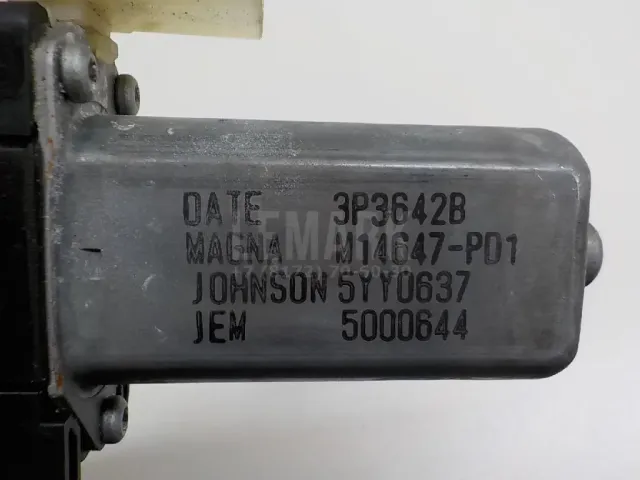 DATE 3P3642B
MAGNA M14647-PD1
JOHNSON 5YY0637
JEM 5000644